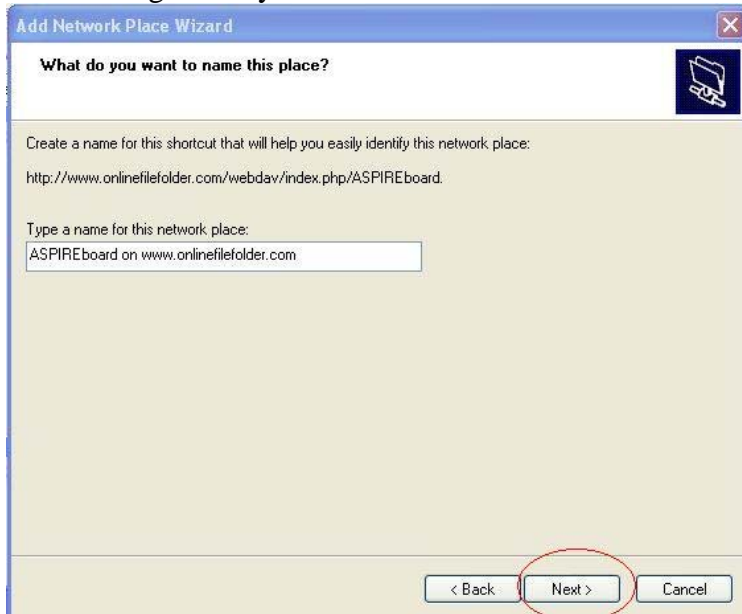 Add Network Place Wizard
What do you want to name this place?
Create a name for this shortcut that will help you easily identify this network place:
http://www.onlinefilefolder.com/webdav/index.php/ASPIREboard.
Type a name for this network place:
ASPIREboard on www.onlinefilefolder.com
< Back Next > Cancel